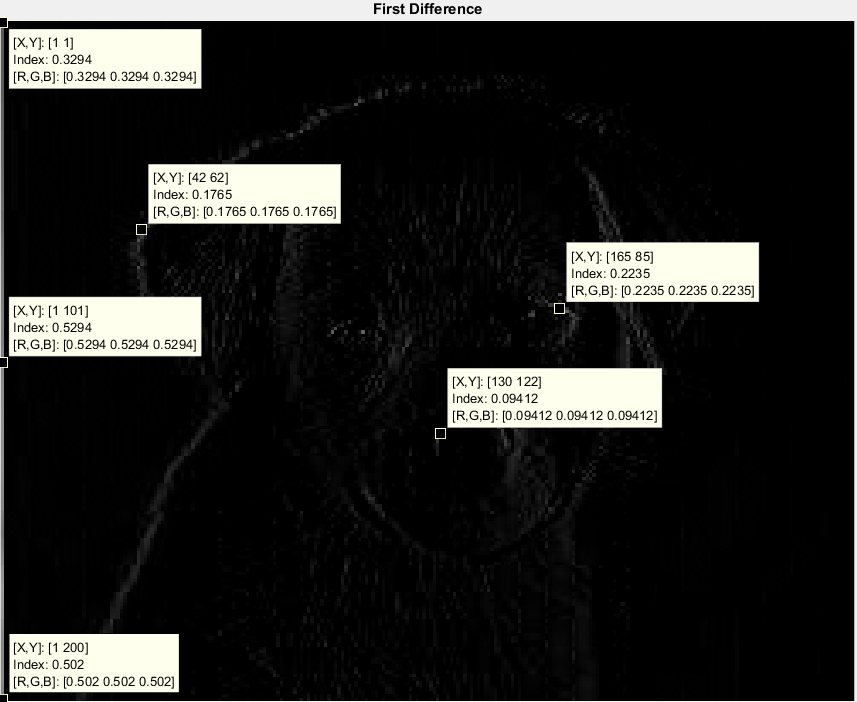 First Difference
[X,Y]: [1 1]
Index: 0.3294
[R,G,B]: [0.3294 0.3294 0.3294]
[X,Y]: [42 62]
Index: 0.1765
[R,G,B]: [0.1765 0.1765 0.1765]
[X,Y]: [165 85]
Index: 0.2235
[R,G,B]: [0.2235 0.2235 0.2235]
[X,Y]: [1 101]
Index: 0.5294
[R,G,B]: [0.5294 0.5294 0.5294]
[X,Y]: [130 122]
Index: 0.09412
[R,G,B]: [0.09412 0.09412 0.09412]
[X,Y]: [1 200]
Index: 0.502
[R,G,B]: [0.502 0.502 0.502]